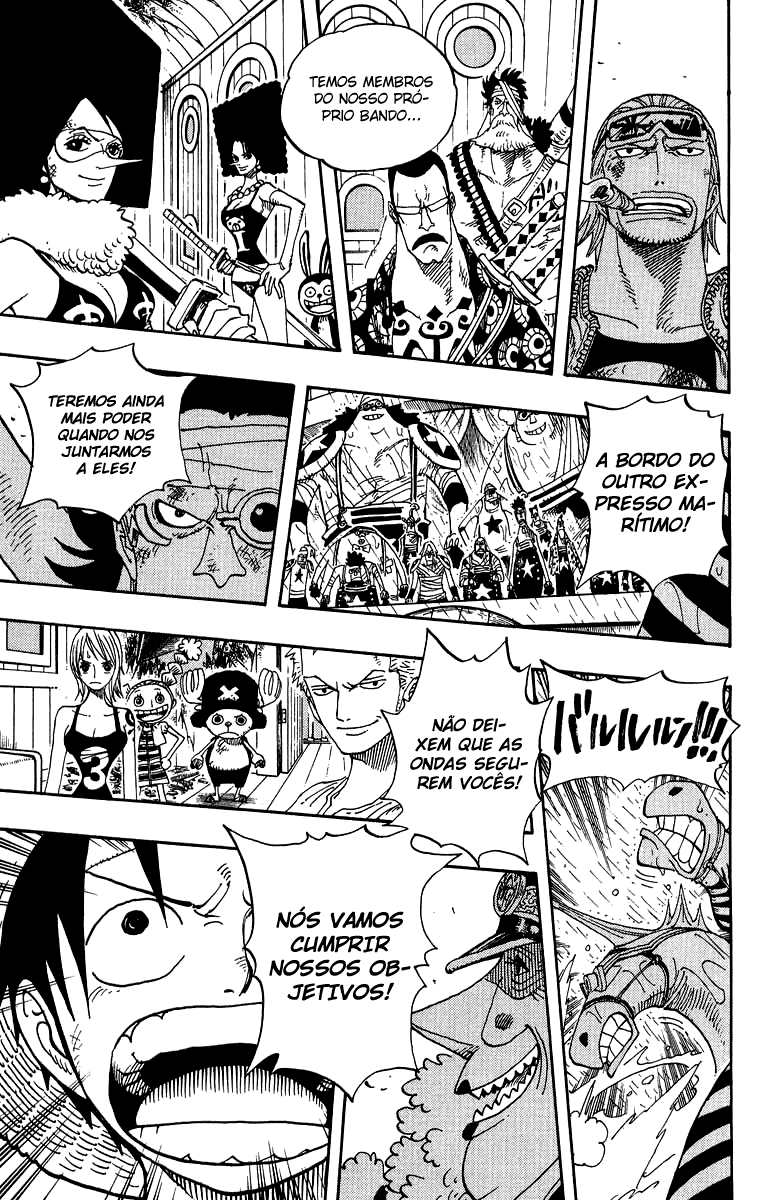 TEMOS MEMBROS
DO NOSSO PRÓ-
PRIO BANDO...
A BORDO DO
OUTRO EX-
PRESSO MA-
RÍTIMO!
TEREMOS AINDA
MAIS PODER
QUANDO NOS
JUNTARMOS
A ELES!
バルルルルッ!!!
NÃO DEI-
XEM QUE AS
ONDAS SEGU-
REM VOCÊS!
3
NÓS VAMOS
CUMPRIR
NOSSOS OB-
JETIVOS!